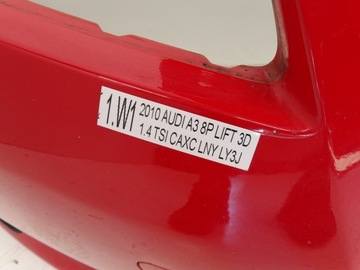 1.W1
2010 AUDI A3 8P LIFT 3D
1.4 TSI CAXC LNY LY3J